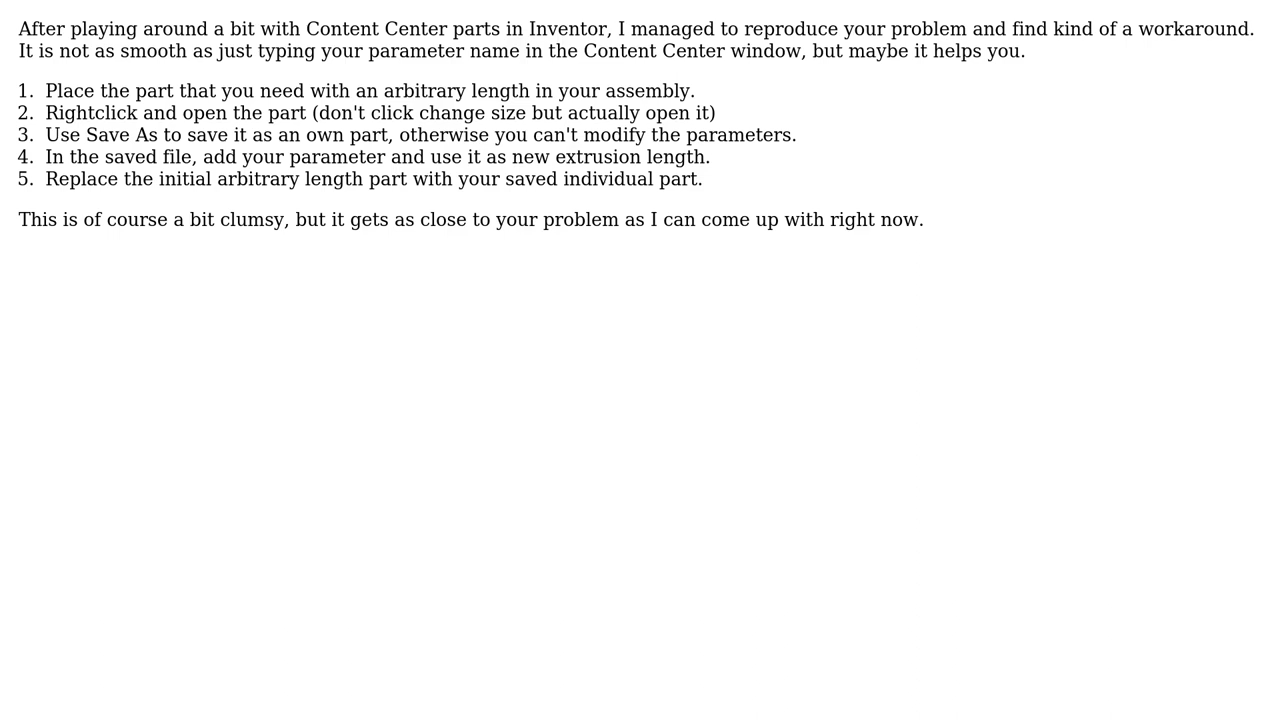 After playing around a bit with Content Center parts in Inventor, I managed to reproduce your problem and find kind of a workaround.
It is not as smooth as just typing your parameter name in the Content Center window, but maybe it helps you.
1. Place the part that you need with an arbitrary length in your assembly.
2. Rightclick and open the part (don't click change size but actually open it)
3. Use Save As to save it as an own part, otherwise you can't modify the parameters.
4. In the saved file, add your parameter and use it as new extrusion length.
5. Replace the initial arbitrary length part with your saved individual part.
This is of course a bit clumsy, but it gets as close to your problem as I can come up with right now.